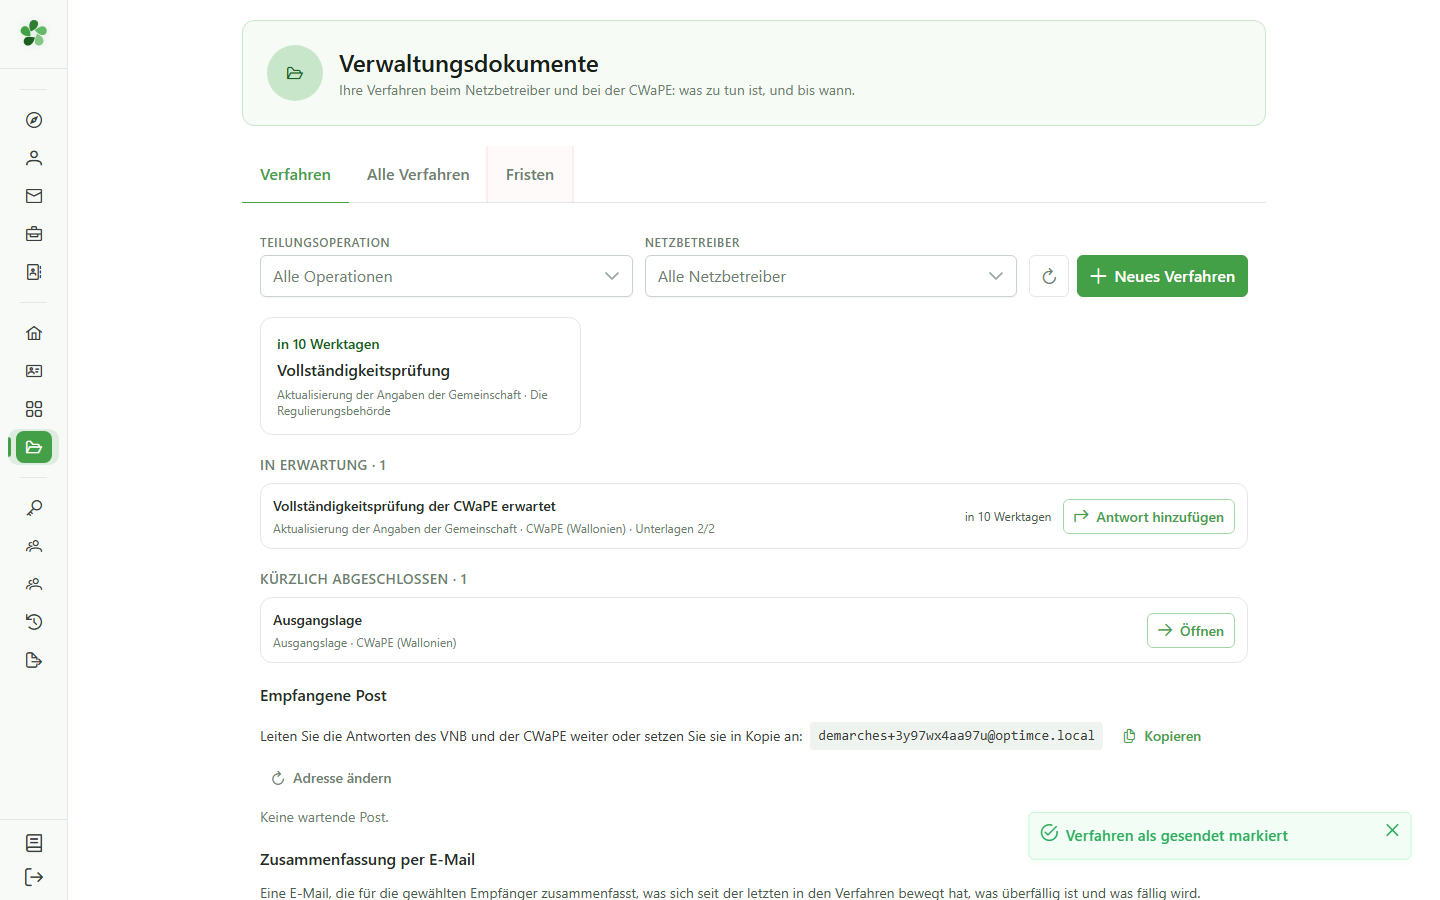 Verwaltungsdokumente
Ihre Verfahren beim Netzbetreiber und bei der CWaPE: was zu tun ist, und bis wann.
Verfahren
Alle Verfahren
Fristen
TEILUNGSOPERATION
NETZBETREIBER
Alle Operationen
Alle Netzbetreiber
Neues Verfahren
in 10 Werktagen
Vollständigkeitsprüfung
Aktualisierung der Angaben der Gemeinschaft · Die
Regulierungsbehörde
IN ERWARTUNG · 1
Vollständigkeitsprüfung der CWaPE erwartet
Aktualisierung der Angaben der Gemeinschaft · CWaPE (Wallonien) · Unterlagen 2/2
in 10 Werktagen
Antwort hinzufügen
KÜRZLICH ABGESCHLOSSEN · 1
Ausgangslage
Ausgangslage · CWaPE (Wallonien)
Öffnen
Empfangene Post
Leiten Sie die Antworten des VNB und der CWaPE weiter oder setzen Sie sie in Kopie an: demarches+3y97wx4aa97u@optimce.local
Kopieren
Adresse ändern
Keine wartende Post.
Verfahren als gesendet markiert
Zusammenfassung per E-Mail
Eine E-Mail, die für die gewählten Empfänger zusammenfasst, was sich seit der letzten in den Verfahren bewegt hat, was überfällig ist und was fällig wird.